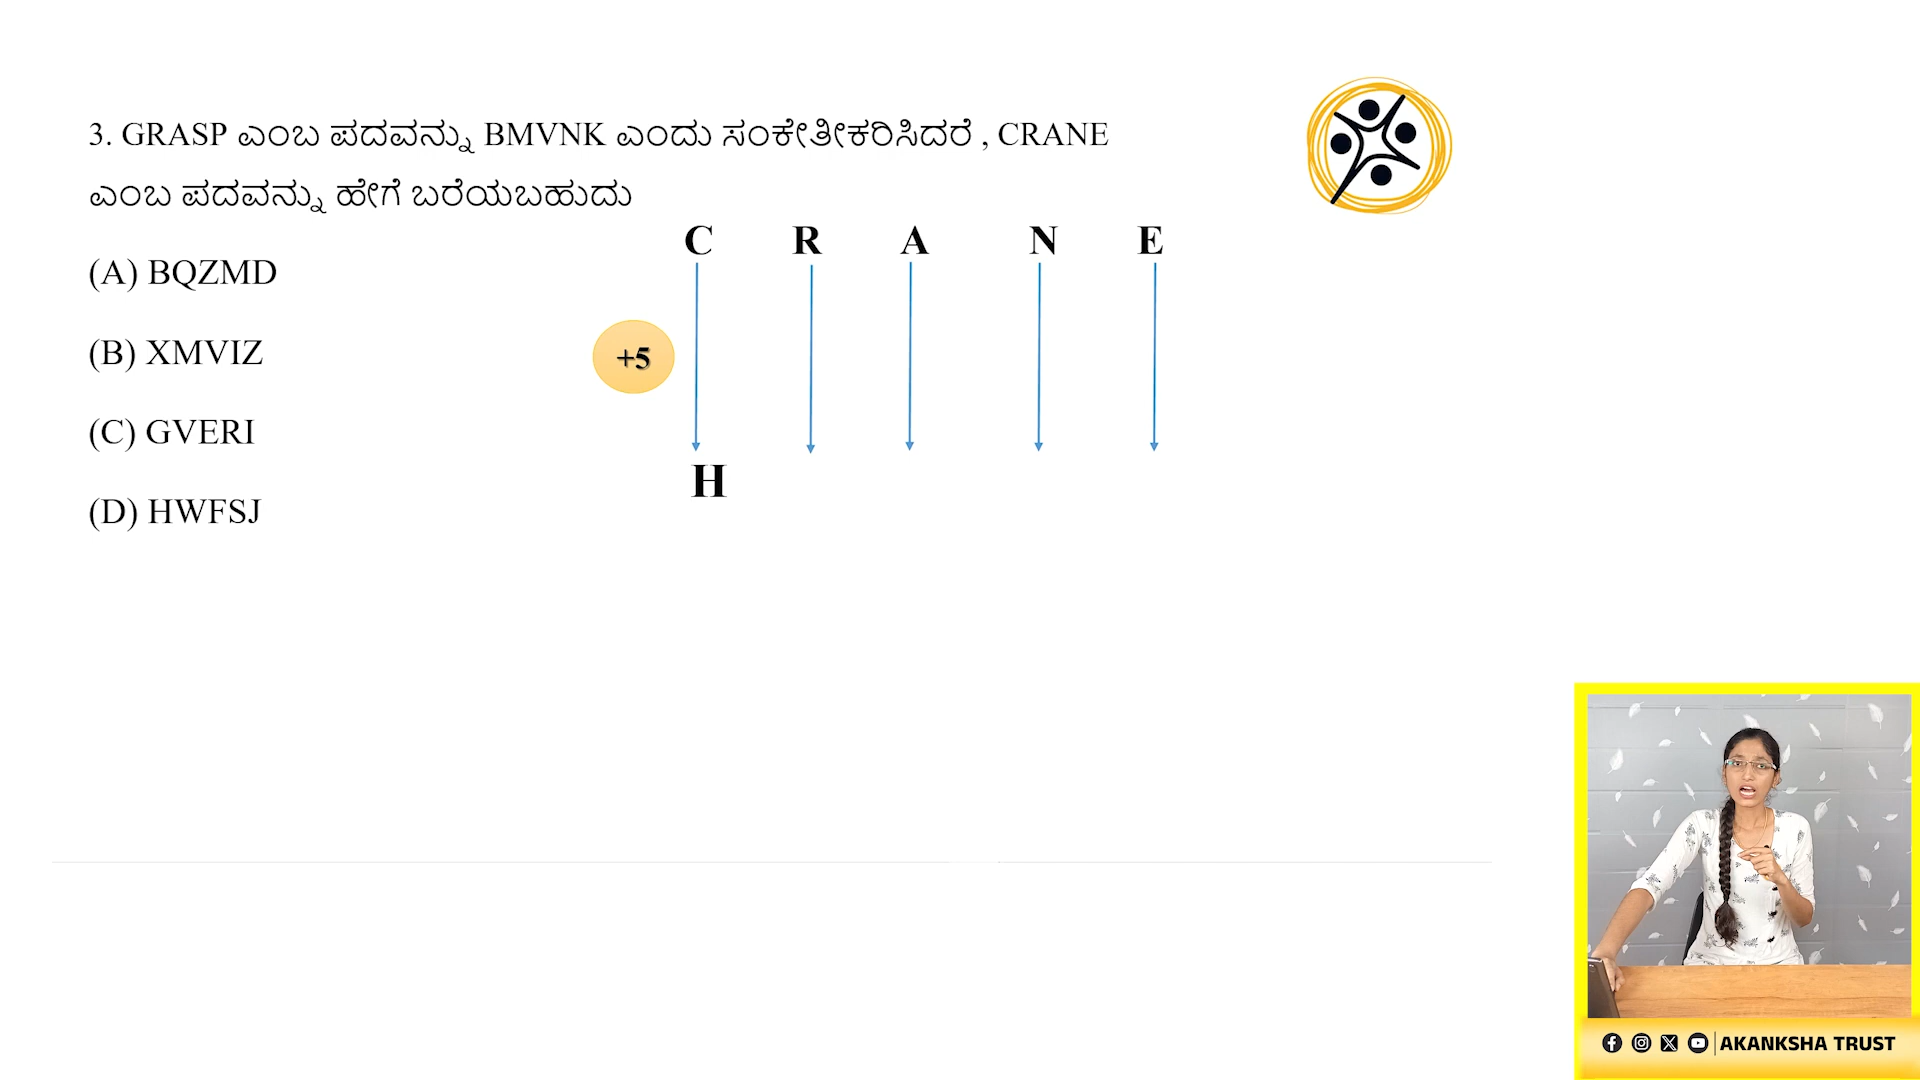 3. GRASP ಎಂಬ ಪದವನ್ನು BMVNK ಎಂದು ಸಂಕೇತೀಕರಿಸಿದರೆ , CRANE
ಎಂಬ ಪದವನ್ನು ಹೇಗೆ ಬರೆಯಬಹುದು
C R A N E
(A) BQZMD
(B) XMVIZ
+5
(C) GVERI
H
(D) HWFSJ
AKANKSHA TRUST